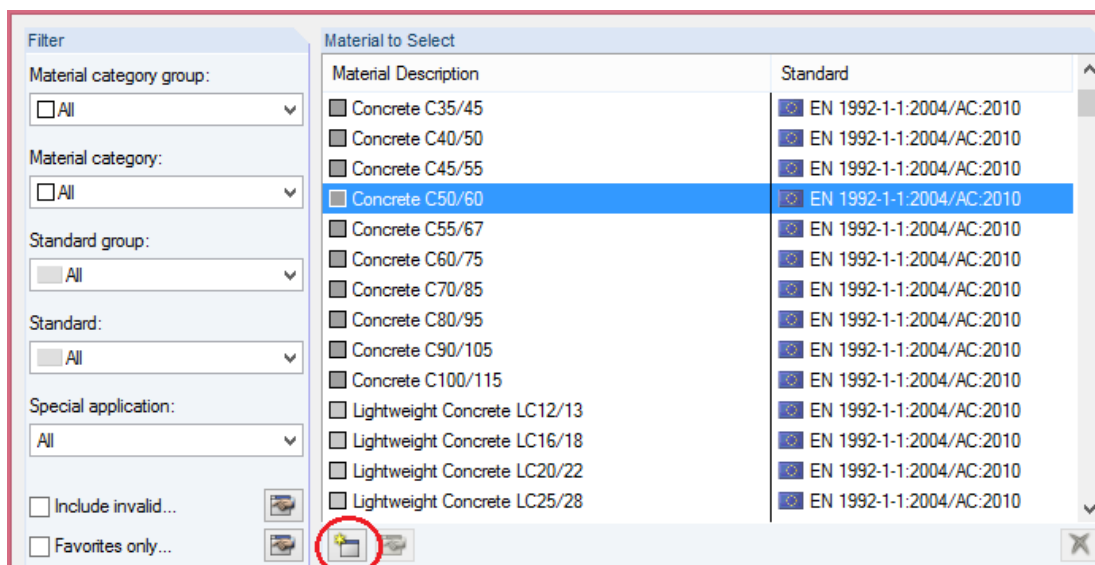 Filter
Material category group:
All
Material category:
All
Standard group:
All
Standard:
All
Special application:
All
Include invalid...
Favorites only...
Material to Select
Material Description Standard
Concrete C35/45 EN 1992-1-1:2004/AC:2010
Concrete C40/50 EN 1992-1-1:2004/AC:2010
Concrete C45/55 EN 1992-1-1:2004/AC:2010
Concrete C50/60 EN 1992-1-1:2004/AC:2010
Concrete C55/67 EN 1992-1-1:2004/AC:2010
Concrete C60/75 EN 1992-1-1:2004/AC:2010
Concrete C70/85 EN 1992-1-1:2004/AC:2010
Concrete C80/95 EN 1992-1-1:2004/AC:2010
Concrete C90/105 EN 1992-1-1:2004/AC:2010
Concrete C100/115 EN 1992-1-1:2004/AC:2010
Lightweight Concrete LC12/13 EN 1992-1-1:2004/AC:2010
Lightweight Concrete LC16/18 EN 1992-1-1:2004/AC:2010
Lightweight Concrete LC20/22 EN 1992-1-1:2004/AC:2010
Lightweight Concrete LC25/28 EN 1992-1-1:2004/AC:2010